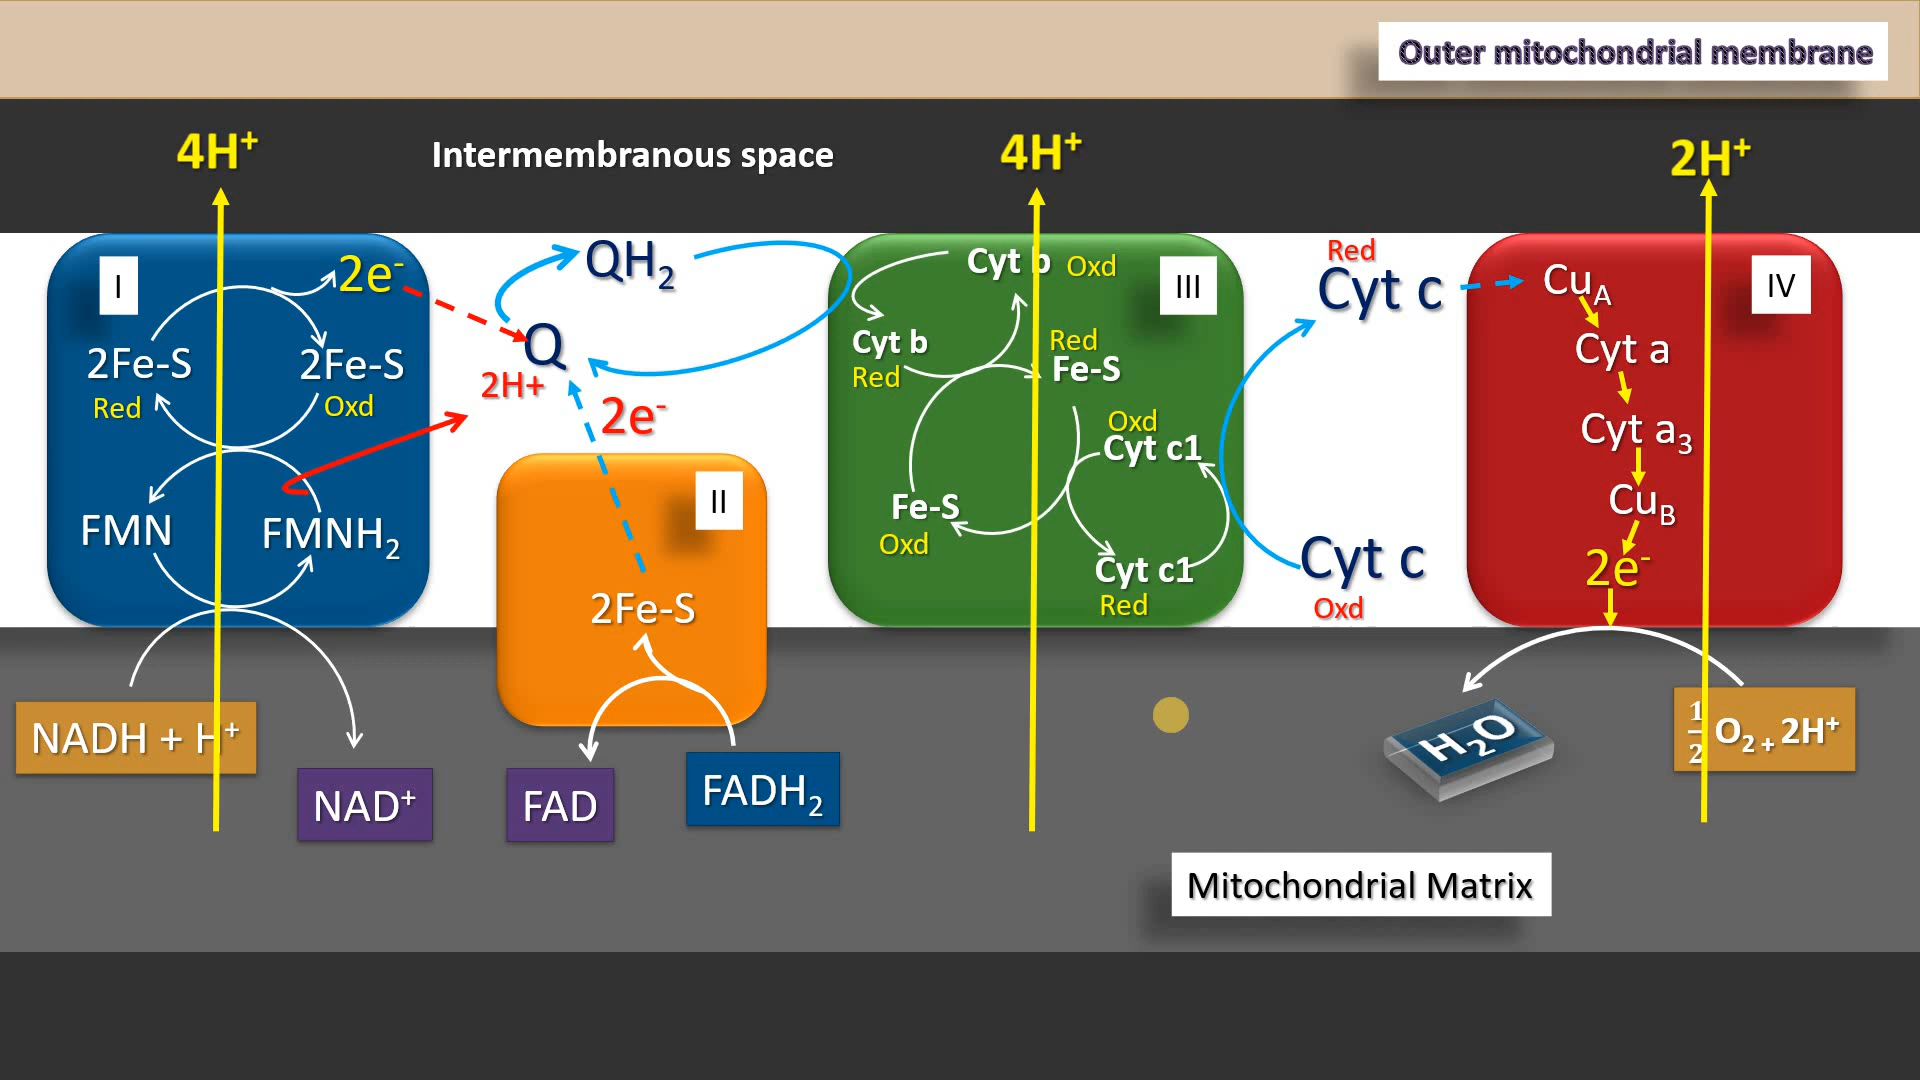 Outer mitochondrial membrane
4H⁺
Intermembranous space
4H⁺
2H⁺
I
2e⁻
2Fe-S
Red
2Fe-S
Oxd
FMN
FMNH₂
NADH + H⁺
NAD⁺
QH₂
Q
2H+
2e⁻
II
2Fe-S
FAD
FADH₂
III
Cyt b Oxd
Cyt b
Red
Red
Fe-S
Oxd
Cyt c1
Fe-S
Oxd
Cyt c1
Red
Red
Cyt c
Cyt c
Oxd
IV
Cu_A
Cyt a
Cyt a₃
Cu_B
2e⁻
H₂O
½ O₂ + 2H⁺
Mitochondrial Matrix